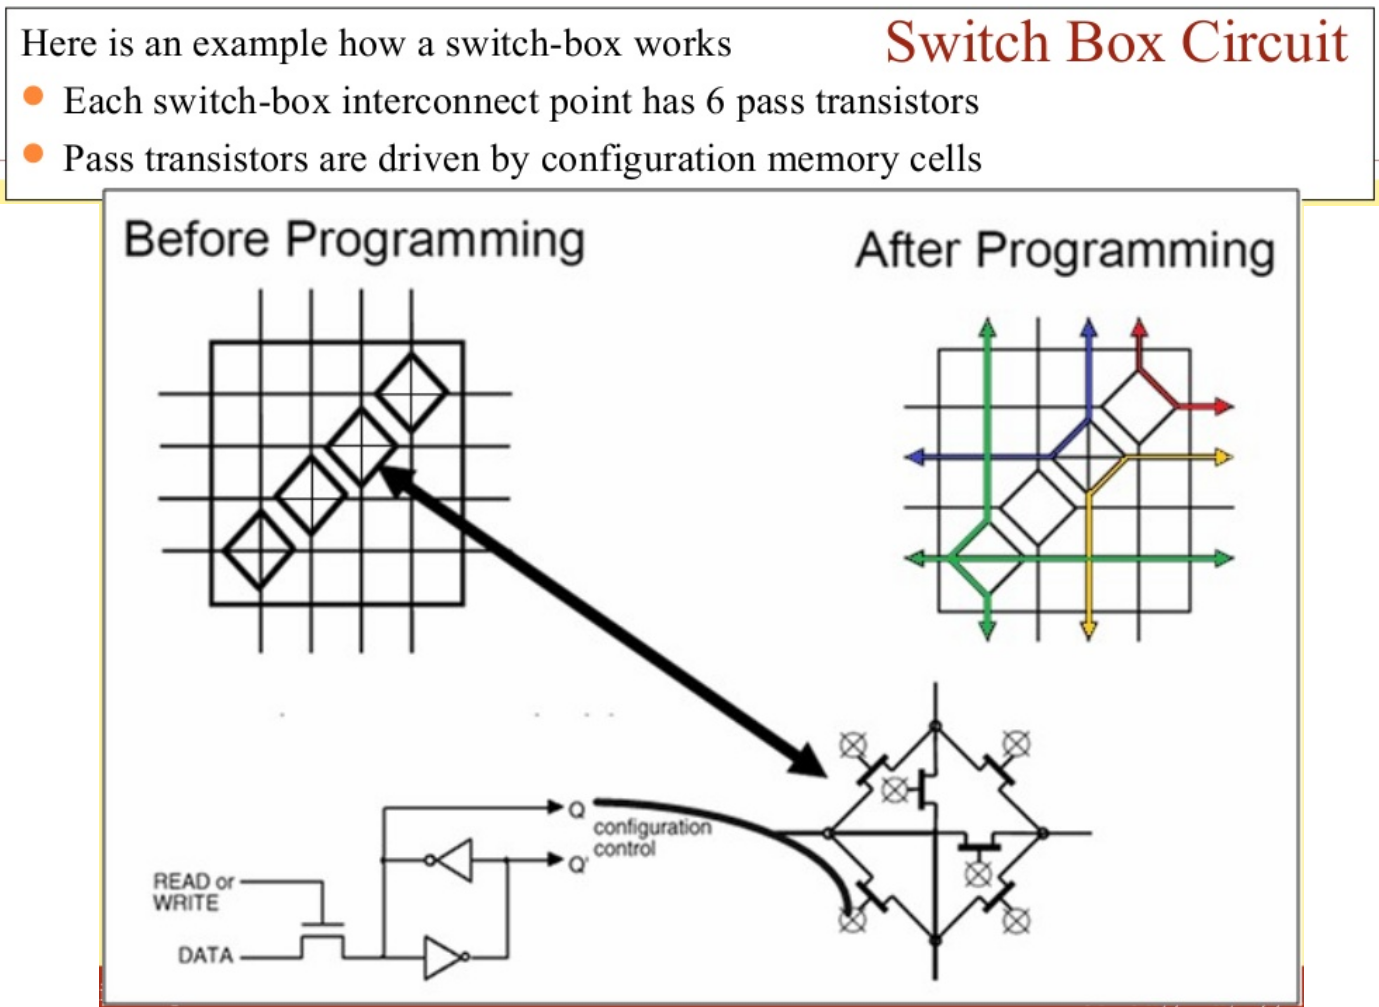 Here is an example how a switch-box works
Switch Box Circuit
Each switch-box interconnect point has 6 pass transistors
Pass transistors are driven by configuration memory cells
Before Programming
After Programming
Q
configuration
control
Q'
READ or
WRITE
DATA